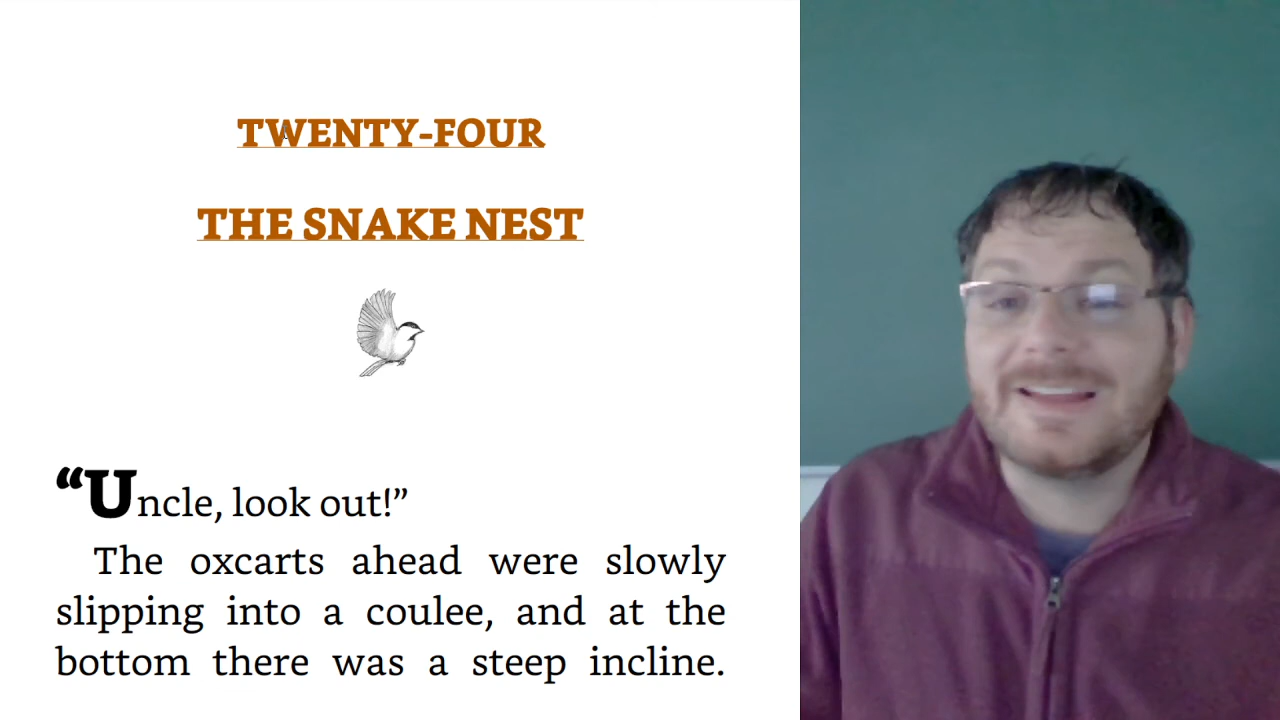 TWENTY-FOUR
THE SNAKE NEST
“Uncle, look out!”
The oxcarts ahead were slowly
slipping into a coulee, and at the
bottom there was a steep incline.